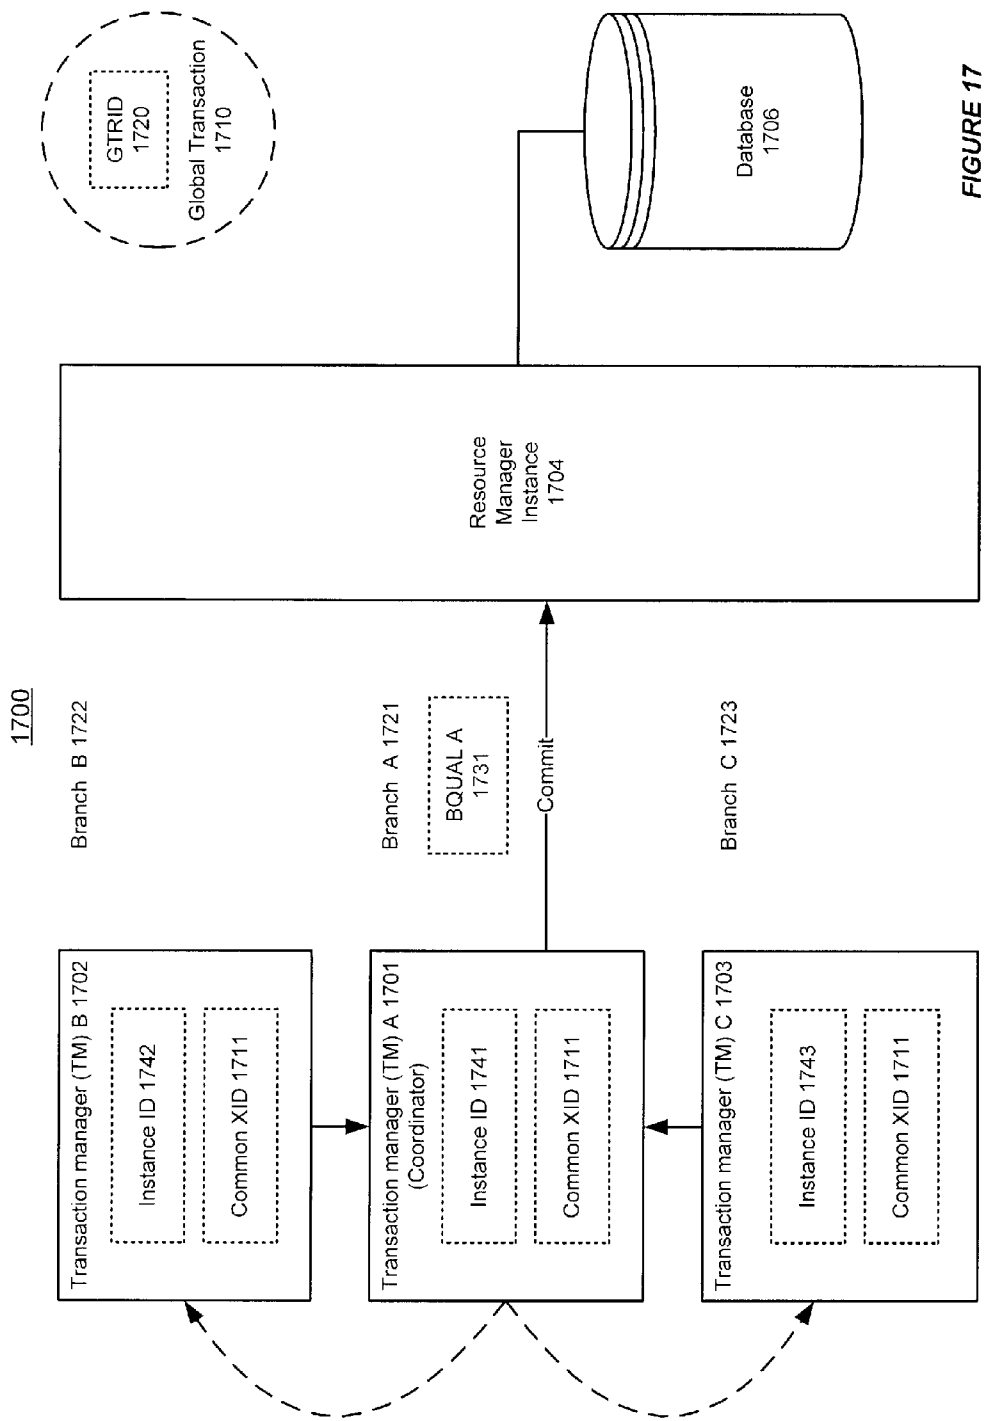 1700
Transaction manager (TM) B 1702
Instance ID 1742
Common XID 1711
Branch B 1722
Transaction manager (TM) A 1701
(Coordinator)
Instance ID 1741
Common XID 1711
Branch A 1721
BQUAL A
1731
Commit
Transaction manager (TM) C 1703
Instance ID 1743
Common XID 1711
Branch C 1723
Resource
Manager
Instance
1704
GTRID
1720
Global Transaction
1710
Database
1706
FIGURE 17